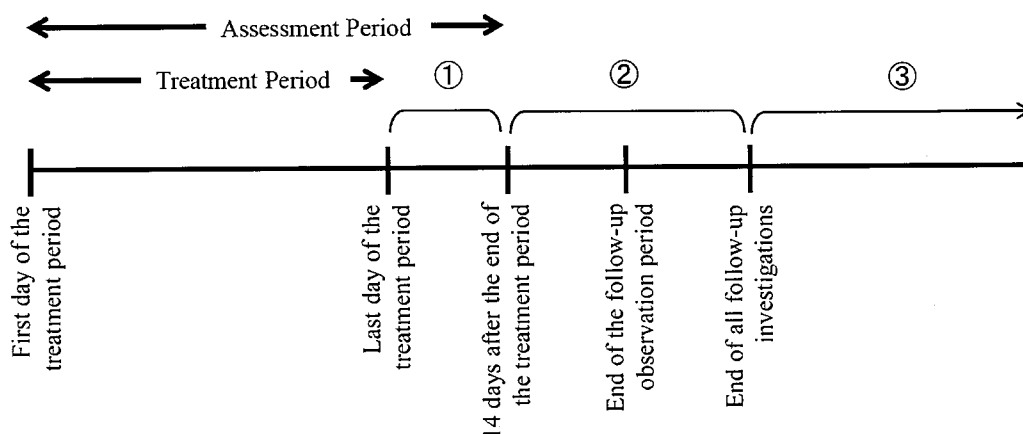 Assessment Period
Treatment Period
①
②
③
First day of the
treatment period
Last day of the
treatment period
14 days after the end of
the treatment period
End of the follow-up
observation period
End of all follow-up
investigations